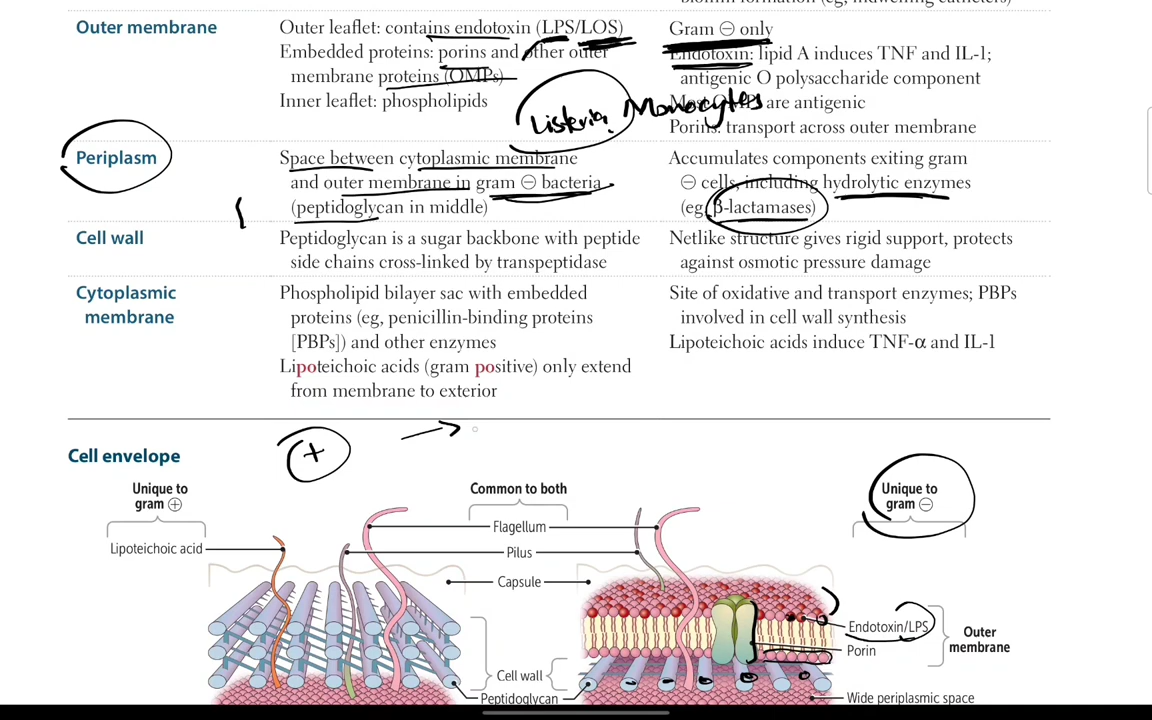 Outer membrane
Outer leaflet: contains endotoxin (LPS/LOS)
Embedded proteins: porins and other outer
membrane proteins (OMPs)
Inner leaflet: phospholipids
Gram ⊖ only
Endotoxin: lipid A induces TNF and IL-1;
antigenic O polysaccharide component
Most OMPs are antigenic
Porins: transport across outer membrane
Listeria Monocytes
Periplasm
Space between cytoplasmic membrane
and outer membrane in gram ⊖ bacteria
(peptidoglycan in middle)
Accumulates components exiting gram
⊖ cells, including hydrolytic enzymes
(eg, β-lactamases)
Cell wall
Peptidoglycan is a sugar backbone with peptide
side chains cross-linked by transpeptidase
Netlike structure gives rigid support, protects
against osmotic pressure damage
Cytoplasmic
membrane
Phospholipid bilayer sac with embedded
proteins (eg, penicillin-binding proteins
[PBPs]) and other enzymes
Lipoteichoic acids (gram positive) only extend
from membrane to exterior
Site of oxidative and transport enzymes; PBPs
involved in cell wall synthesis
Lipoteichoic acids induce TNF-α and IL-1
+
Cell envelope
Unique to
gram ⊕
Common to both
Unique to
gram ⊖
Flagellum
Lipoteichoic acid
Pilus
Capsule
Endotoxin/LPS
Porin
Outer
membrane
Cell wall
Peptidoglycan
Wide periplasmic space